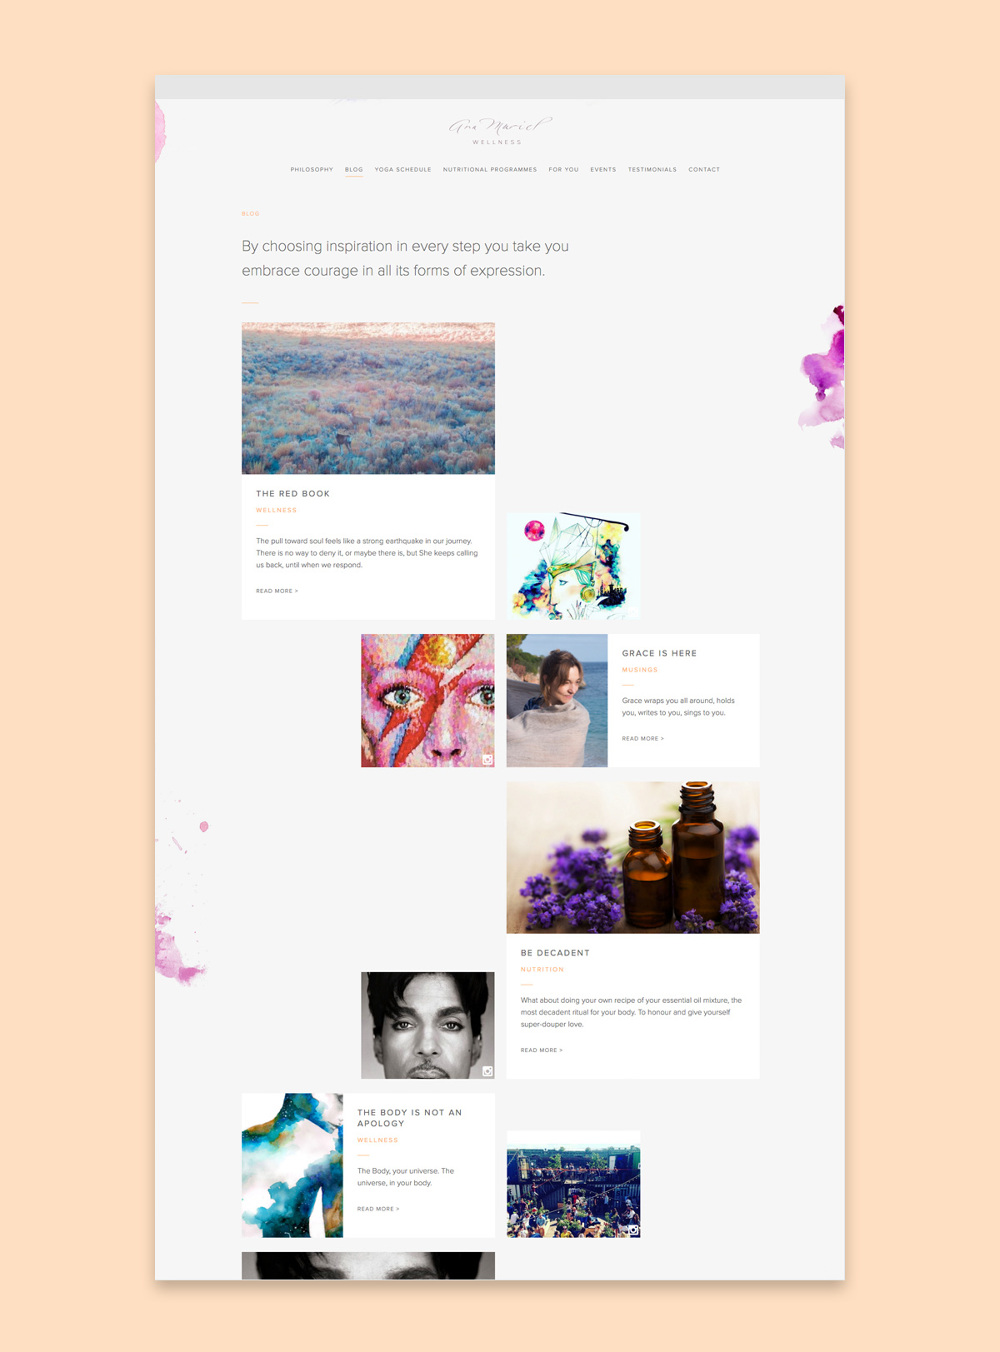 Ana Mariel
WELLNESS
PHILOSOPHY BLOG YOGA SCHEDULE NUTRITIONAL PROGRAMMES FOR YOU EVENTS TESTIMONIALS CONTACT
BLOG
By choosing inspiration in every step you take you
embrace courage in all its forms of expression.
THE RED BOOK
WELLNESS
The pull toward soul feels like a strong earthquake in our journey.
There is no way to deny it, or maybe there is, but She keeps calling
us back, until when we respond.
READ MORE >
GRACE IS HERE
MUSINGS
Grace wraps you all around, holds
you, writes to you, sings to you.
READ MORE >
BE DECADENT
NUTRITION
What about doing your own recipe of your essential oil mixture, the
most decadent ritual for your body. To honour and give yourself
super-douper love.
READ MORE >
THE BODY IS NOT AN
APOLOGY
WELLNESS
The Body, your universe. The
universe, in your body.
READ MORE >